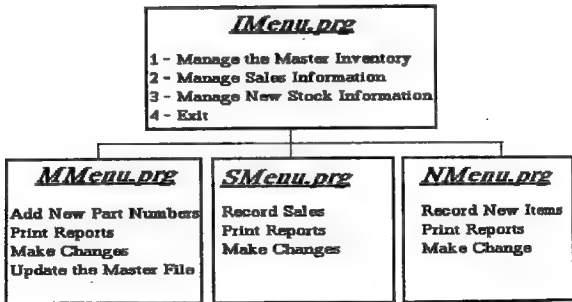 IMenu.prg
1 - Manage the Master Inventory
2 - Manage Sales Information
3 - Manage New Stock Information
4 - Exit
MMenu.prg
Add New Part Numbers
Print Reports
Make Changes
Update the Master File
SMenu.prg
Record Sales
Print Reports
Make Changes
NMenu.prg
Record New Items
Print Reports
Make Change